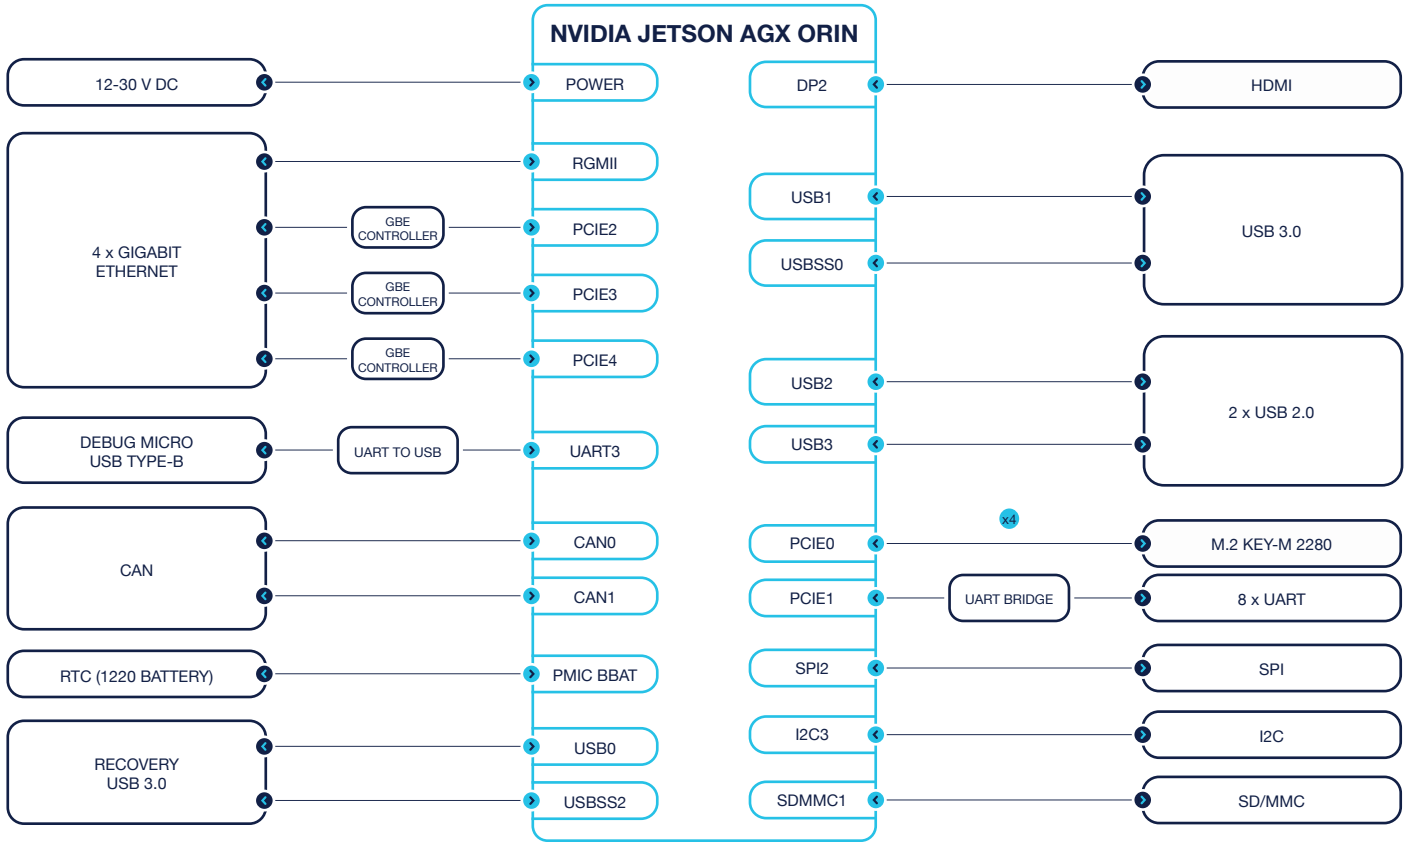 NVIDIA JETSON AGX ORIN
12-30 V DC
POWER
DP2
HDMI
4 x GIGABIT
ETHERNET
RGMII
GBE
CONTROLLER
PCIE2
GBE
CONTROLLER
PCIE3
GBE
CONTROLLER
PCIE4
USB1
USBSS0
USB 3.0
USB2
USB3
2 x USB 2.0
DEBUG MICRO
USB TYPE-B
UART TO USB
UART3
CAN
CAN0
CAN1
PCIE0
x4
M.2 KEY-M 2280
PCIE1
UART BRIDGE
8 x UART
RTC (1220 BATTERY)
PMIC BBAT
SPI2
SPI
RECOVERY
USB 3.0
USB0
USBSS2
I2C3
I2C
SDMMC1
SD/MMC